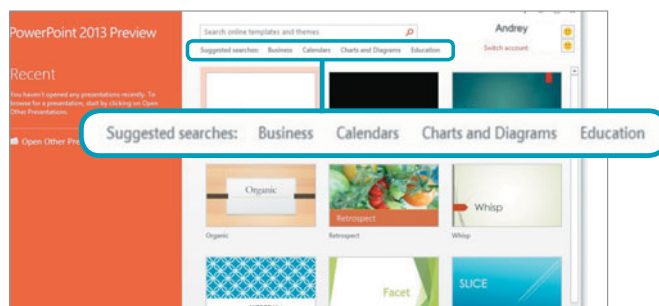 PowerPoint 2013 Preview
Recent
You haven't opened any presentations recently. To
browse for a presentation, start by clicking on Open
Other Presentations.
Open Other Pre
Search online templates and themes
Suggested searches: Business Calendars Charts and Diagrams Education
Andrey
Switch account
Suggested searches: Business Calendars Charts and Diagrams Education
Organic
Organic
Retrospect
Retrospect
Whisp
Whisp
Facet
SLICE